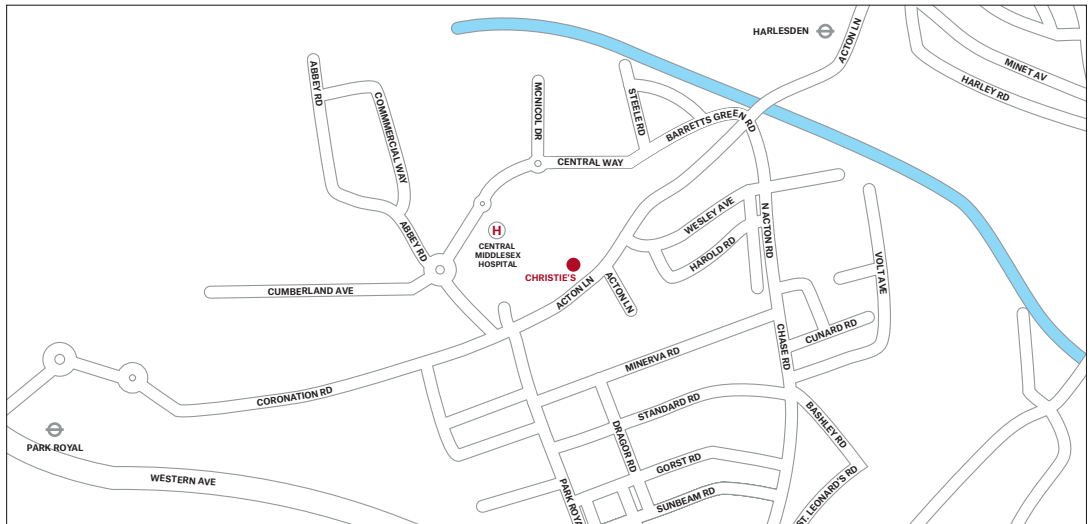 HARLESDEN
ACTON LN
MINET AV
HARLEY RD
ABBEY RD
COMMMERCIAL WAY
MCNICOL DR
STEELE RD
BARRETTS GREEN RD
CENTRAL WAY
WESLEY AVE
N ACTON RD
HAROLD RD
ABBEY RD
H
CENTRAL
MIDDLESEX
HOSPITAL
CHRISTIE'S
ACTON LN
ACTON LN
VOLT AVE
CUMBERLAND AVE
CUNARD RD
CHASE RD
MINERVA RD
CORONATION RD
STANDARD RD
BASHLEY RD
DRAGOR RD
PARK ROYAL
GORST RD
WESTERN AVE
SUNBEAM RD
PARK ROYA
ST. LEONARD'S RD